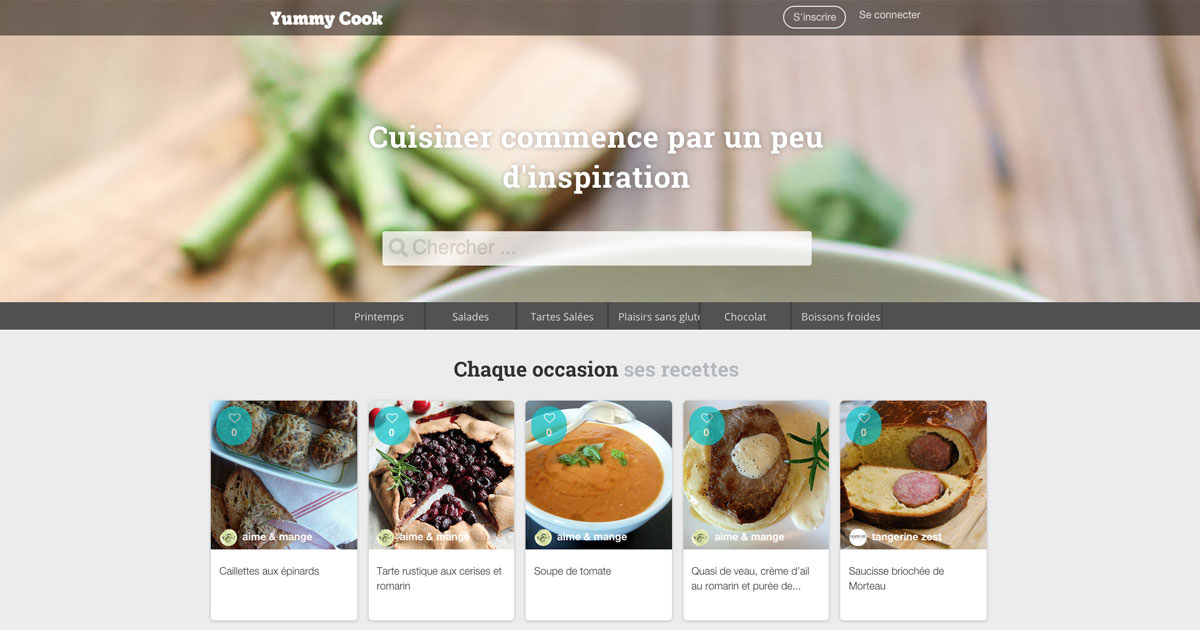 Yummy Cook
S'inscrire
Se connecter
Cuisiner commence par un peu
d'inspiration
Chercher ...
Printemps
Salades
Tartes Salées
Plaisirs sans glut
Chocolat
Boissons froides
Chaque occasion ses recettes
0
0
0
0
0
aime & mange
aime & mange
aime & mange
aime & mange
tangerine zest
Caillettes aux épinards
Tarte rustique aux cerises et
romarin
Soupe de tomate
Quasi de veau, crème d'ail
au romarin et purée de...
Saucisse briochée de
Morteau